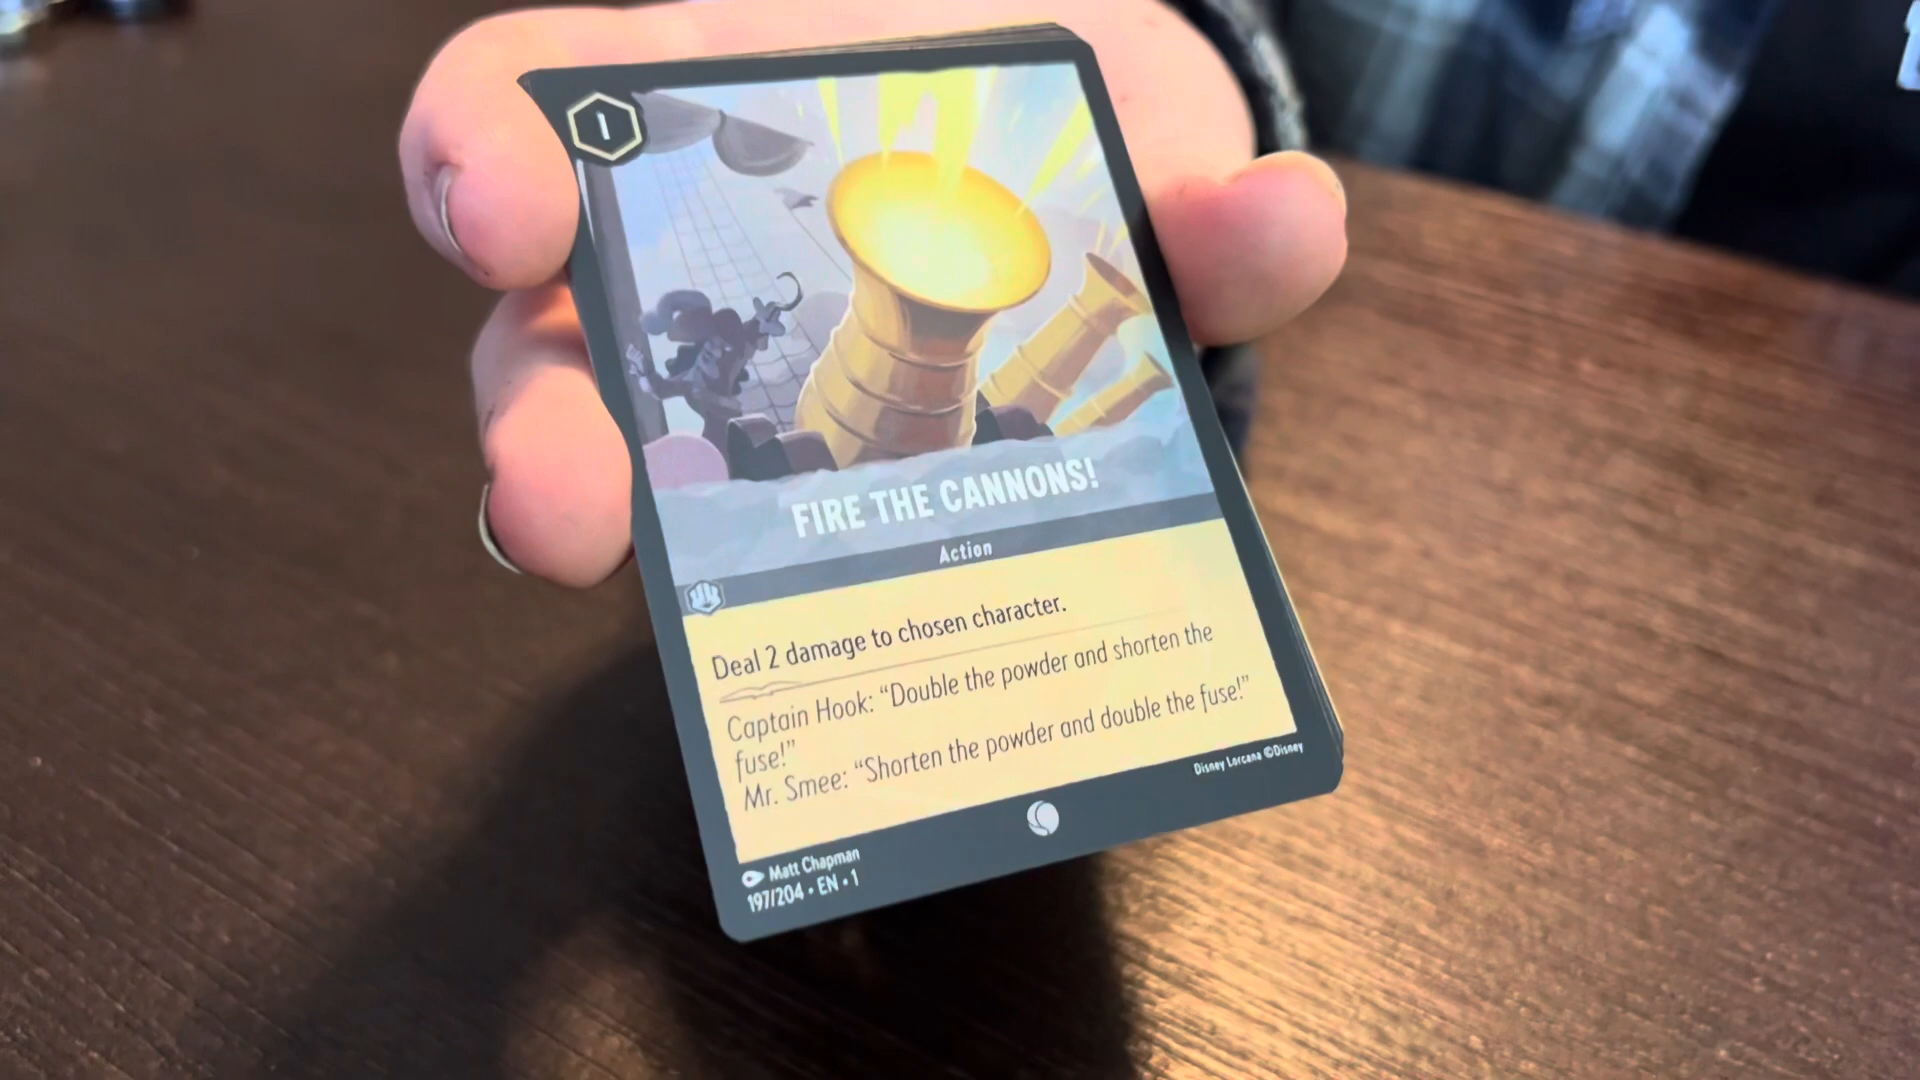 1
FIRE THE CANNONS!
Action
Deal 2 damage to chosen character.
Captain Hook: “Double the powder and shorten the
fuse!”
Mr. Smee: “Shorten the powder and double the fuse!”
Disney Lorcana ©Disney
Matt Chapman
197/204 • EN • 1